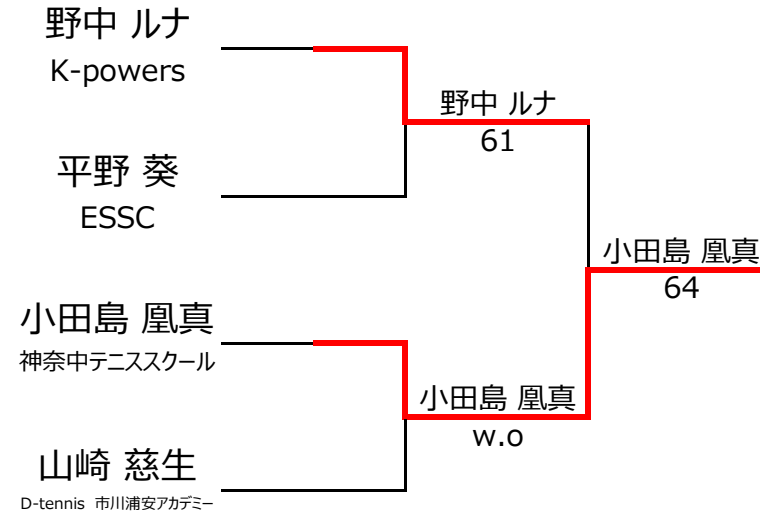 野中 ルナ
K-powers
平野 葵
ESSC
小田島 凰真
神奈中テニススクール
山崎 慈生
D-tennis 市川浦安アカデミー
野中 ルナ
61
小田島 凰真
w.o
小田島 凰真
64